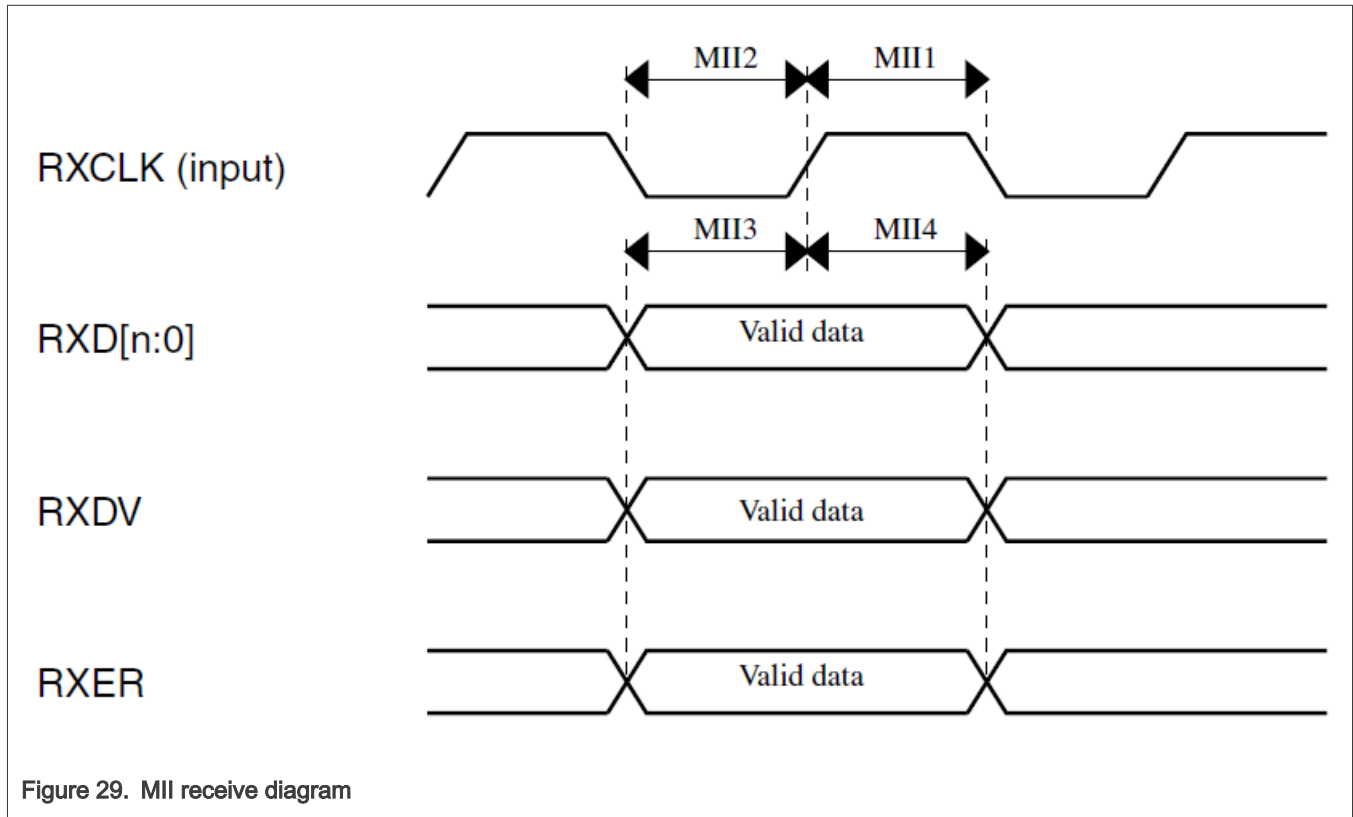 MII2 MII1
RXCLK (input)
MII3 MII4
RXD[n:0] Valid data
RXDV Valid data
RXER Valid data
Figure 29. MII receive diagram